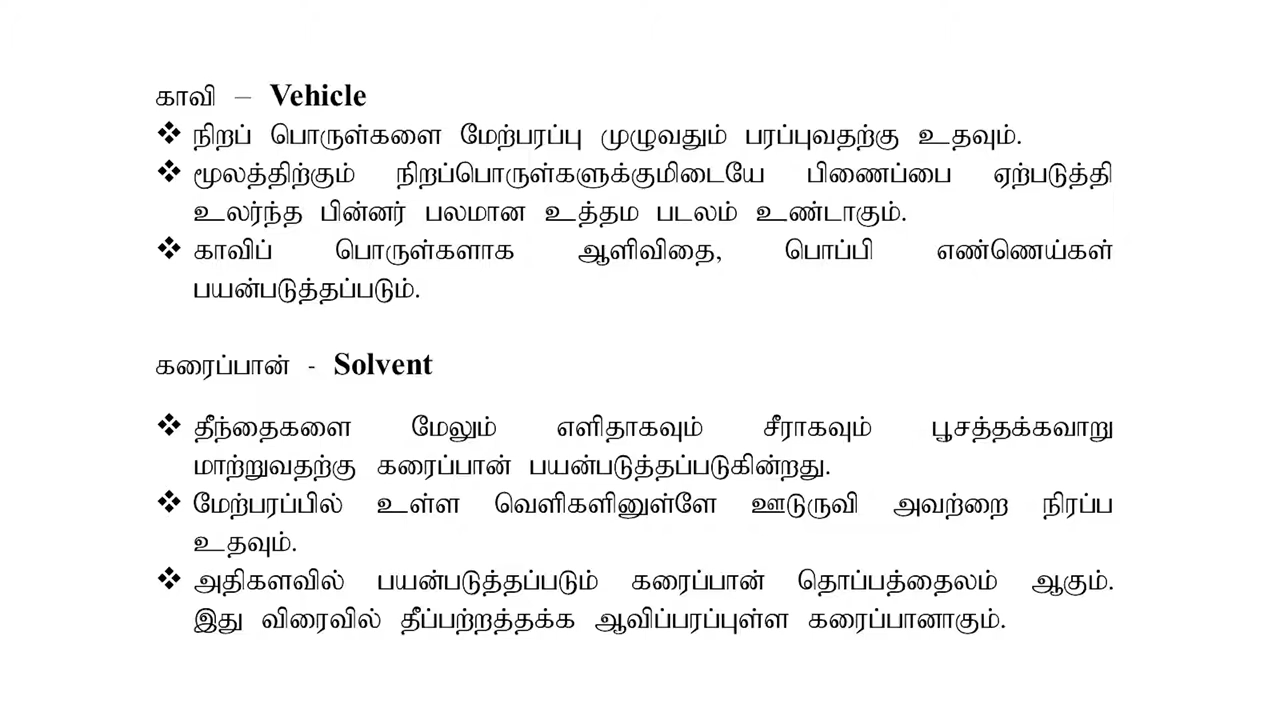 காவி – Vehicle
❖ நிறப் பொருள்களை மேற்பரப்பு முழுவதும் பரப்புவதற்கு உதவும்.
❖ மூலத்திற்கும் நிறப்பொருள்களுக்குமிடையே பிணைப்பை ஏற்படுத்தி
உலர்ந்த பின்னர் பலமான உத்தம படலம் உண்டாகும்.
❖ காவிப் பொருள்களாக ஆளிவிதை, பொப்பி எண்ணெய்கள்
பயன்படுத்தப்படும்.
கரைப்பான் - Solvent
❖ தீந்தைகளை மேலும் எளிதாகவும் சீராகவும் பூசத்தக்கவாறு
மாற்றுவதற்கு கரைப்பான் பயன்படுத்தப்படுகின்றது.
❖ மேற்பரப்பில் உள்ள வெளிகளினுள்ளே ஊடுருவி அவற்றை நிரப்ப
உதவும்.
❖ அதிகளவில் பயன்படுத்தப்படும் கரைப்பான் தொப்பத்தைலம் ஆகும்.
இது விரைவில் தீப்பற்றத்தக்க ஆவிப்பரப்புள்ள கரைப்பானாகும்.